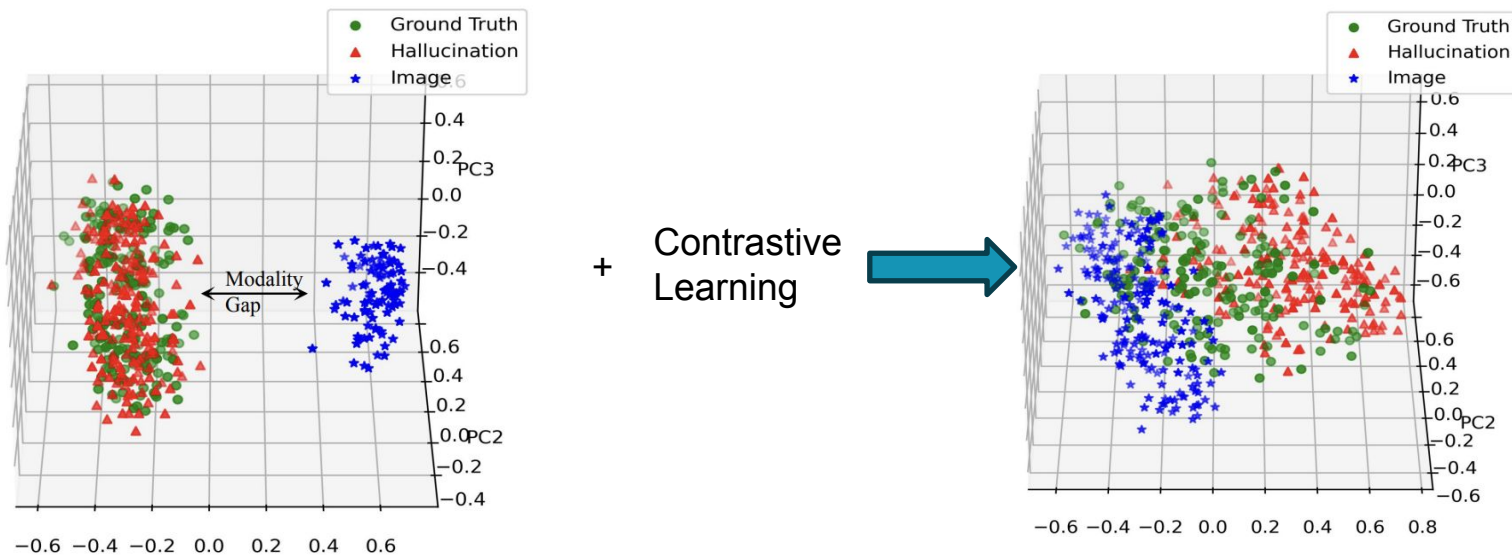 Ground Truth
Hallucination
Image
0.6
0.4
0.2
PC3
0.0
−0.2
−0.4
0.6
0.4
0.2
0.0
PC2
−0.2
−0.4
−0.6 −0.4 −0.2 0.0 0.2 0.4 0.6
Modality
Gap
+
Contrastive
Learning
Ground Truth
Hallucination
Image
0.6
0.4
0.2
PC3
0.0
−0.2
−0.4
−0.6
0.6
0.4
0.2
0.0
PC2
−0.2
−0.4
−0.6
−0.6 −0.4 −0.2 0.0 0.2 0.4 0.6 0.8